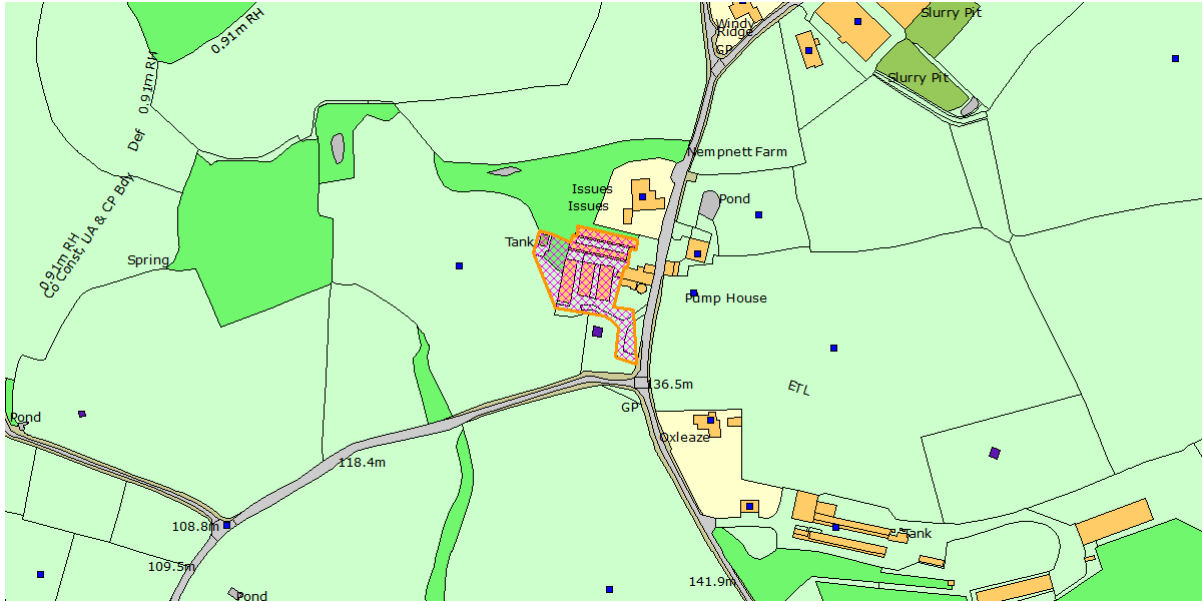 Slurry Pit
0.91m RH
Windy
Ridge
GP
Slurry Pit
0.91m RH
Def
Nempnett Farm
Issues
Issues
Pond
Co Const, UA & CP Bdy
0.91m RH
Tank
Spring
Pump House
136.5m
ETL
GP
Pond
Oxleaze
118.4m
108.8m
Tank
109.5m
141.9m
Pond